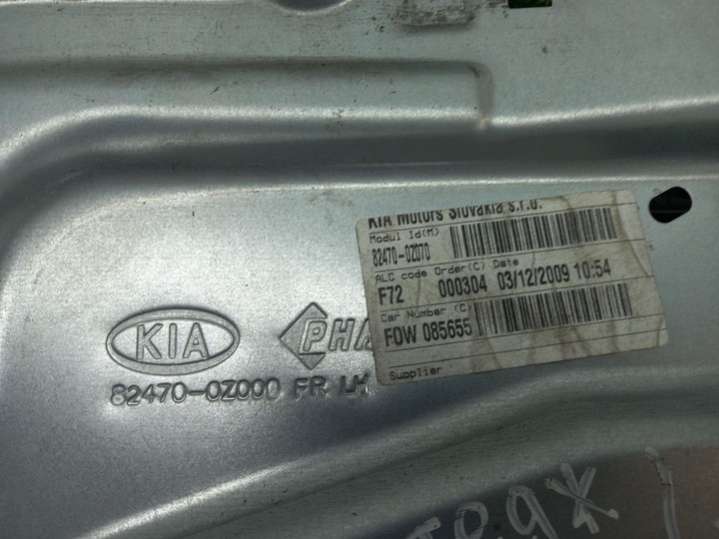 KIA Motors Slovakia s.r.o.
Modul Id(M)
82470-0Z070
ALC code Order(C) Date
F72 000304 03/12/2009 10:54
Car Number (C)
FDW 085655
Supplier
KIA PHA
82470-0Z000 FR LH